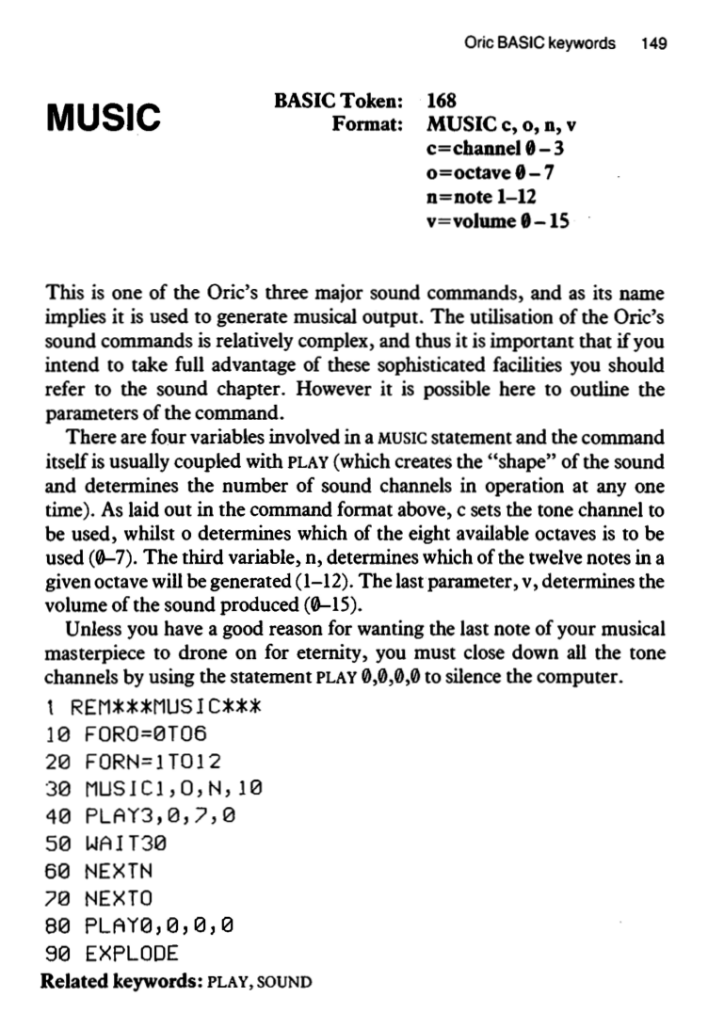 Oric BASIC keywords 149
MUSIC
BASIC Token: 168
Format: MUSIC c, o, n, v
c=channel 0 – 3
o=octave 0 – 7
n=note 1–12
v=volume 0 – 15
This is one of the Oric's three major sound commands, and as its name
implies it is used to generate musical output. The utilisation of the Oric's
sound commands is relatively complex, and thus it is important that if you
intend to take full advantage of these sophisticated facilities you should
refer to the sound chapter. However it is possible here to outline the
parameters of the command.
There are four variables involved in a MUSIC statement and the command
itself is usually coupled with PLAY (which creates the “shape” of the sound
and determines the number of sound channels in operation at any one
time). As laid out in the command format above, c sets the tone channel to
be used, whilst o determines which of the eight available octaves is to be
used (0–7). The third variable, n, determines which of the twelve notes in a
given octave will be generated (1–12). The last parameter, v, determines the
volume of the sound produced (0–15).
Unless you have a good reason for wanting the last note of your musical
masterpiece to drone on for eternity, you must close down all the tone
channels by using the statement PLAY 0,0,0,0 to silence the computer.
1 REM***MUSIC***
10 FORO=0TO6
20 FORN=1TO12
30 MUSIC1,O,N,10
40 PLAY3,0,7,0
50 WAIT30
60 NEXTN
70 NEXTO
80 PLAY0,0,0,0
90 EXPLODE
Related keywords: PLAY, SOUND